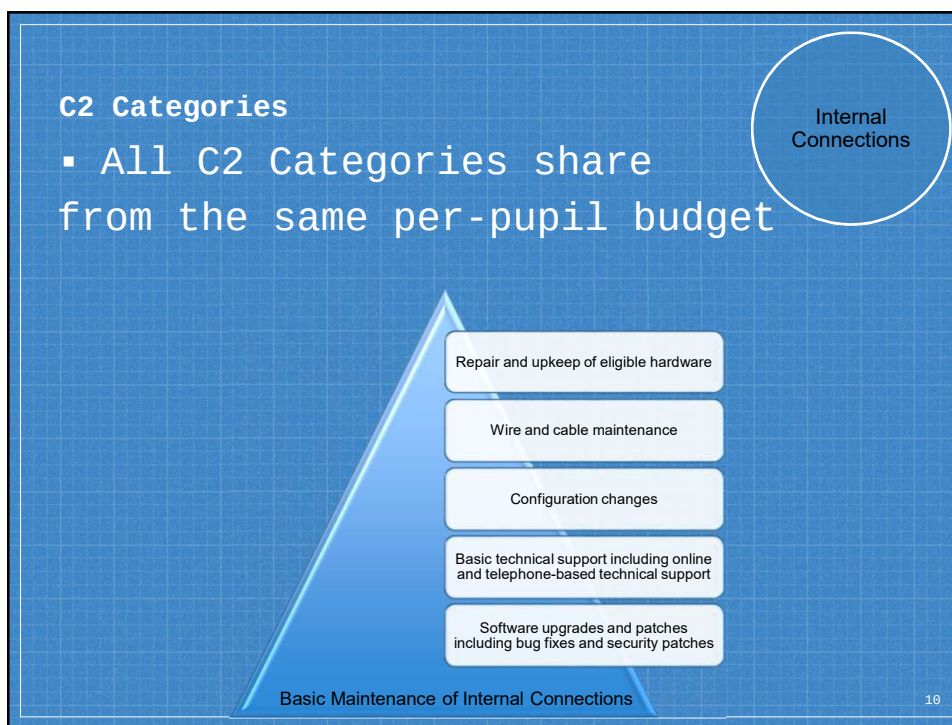 C2 Categories
▪ All C2 Categories share
from the same per-pupil budget
Internal
Connections
Repair and upkeep of eligible hardware
Wire and cable maintenance
Configuration changes
Basic technical support including online
and telephone-based technical support
Software upgrades and patches
including bug fixes and security patches
Basic Maintenance of Internal Connections
10